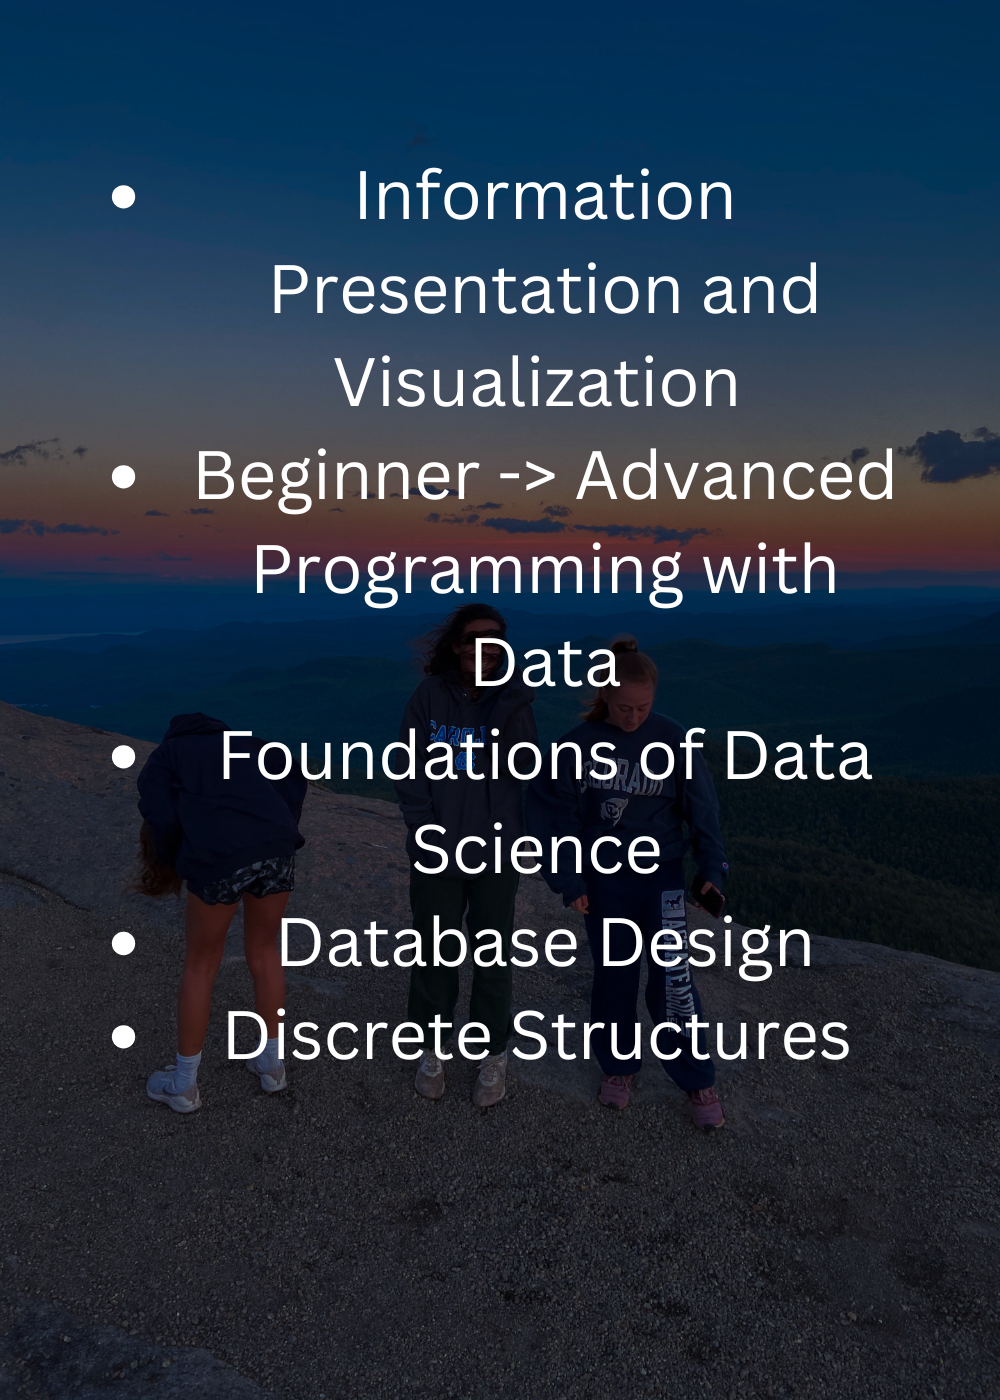 • Information
Presentation and
Visualization
• Beginner -> Advanced
Programming with
Data
• Foundations of Data
Science
• Database Design
• Discrete Structures